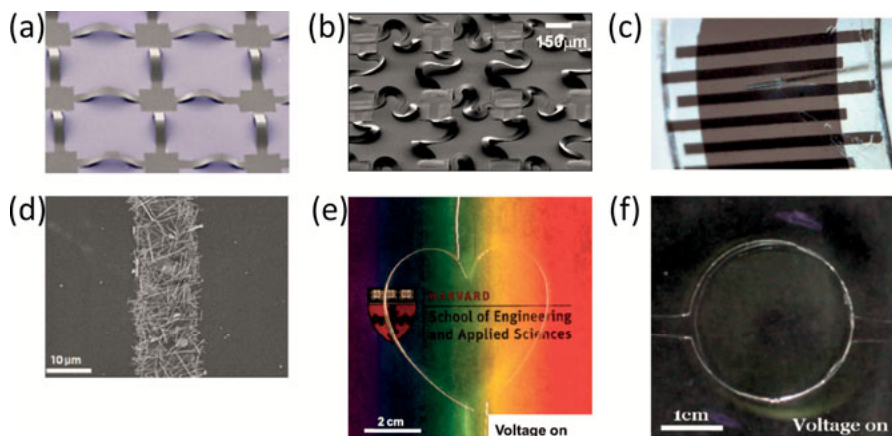 (a)
(b)
150µm
(c)
(d)
10µm
(e)
HARVARD
School of Engineering
and Applied Sciences
2 cm
Voltage on
(f)
1cm
Voltage on